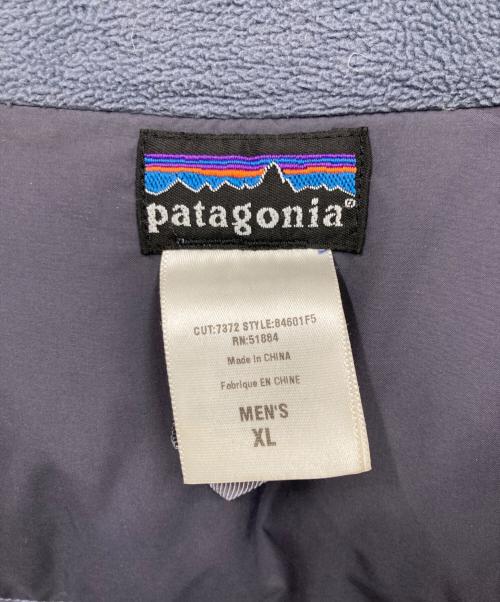 patagonia®
CUT:7372 STYLE:84601F5
RN:51884
Made in CHINA
Fabrique EN CHINE
MEN'S
XL